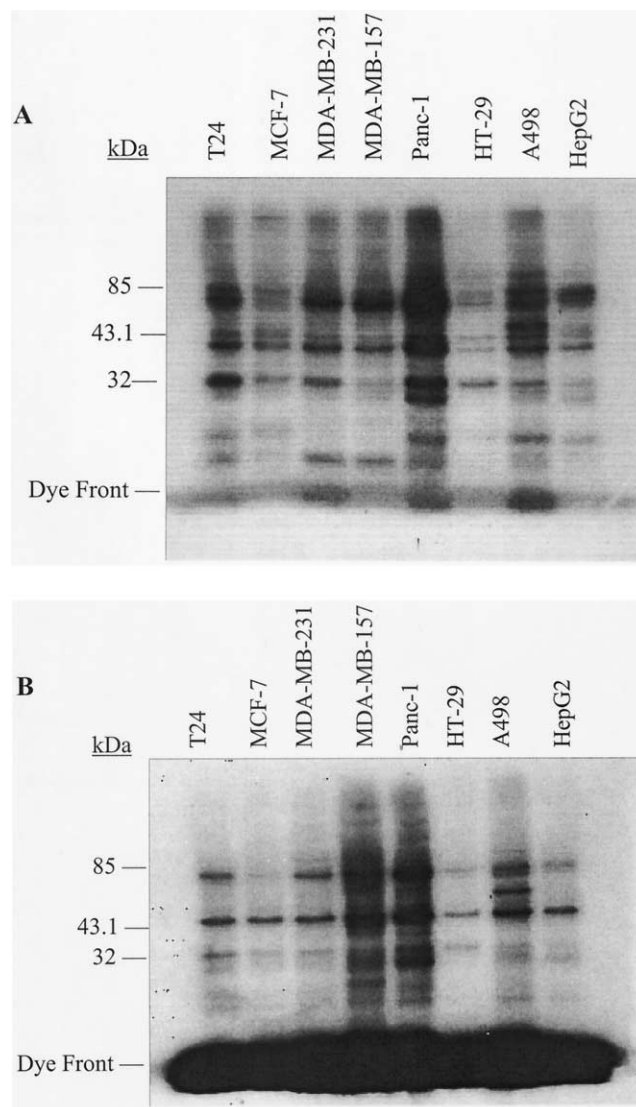 A
kDa
T24
MCF-7
MDA-MB-231
MDA-MB-157
Panc-1
HT-29
A498
HepG2
85
43.1
32
Dye Front
B
kDa
T24
MCF-7
MDA-MB-231
MDA-MB-157
Panc-1
HT-29
A498
HepG2
85
43.1
32
Dye Front